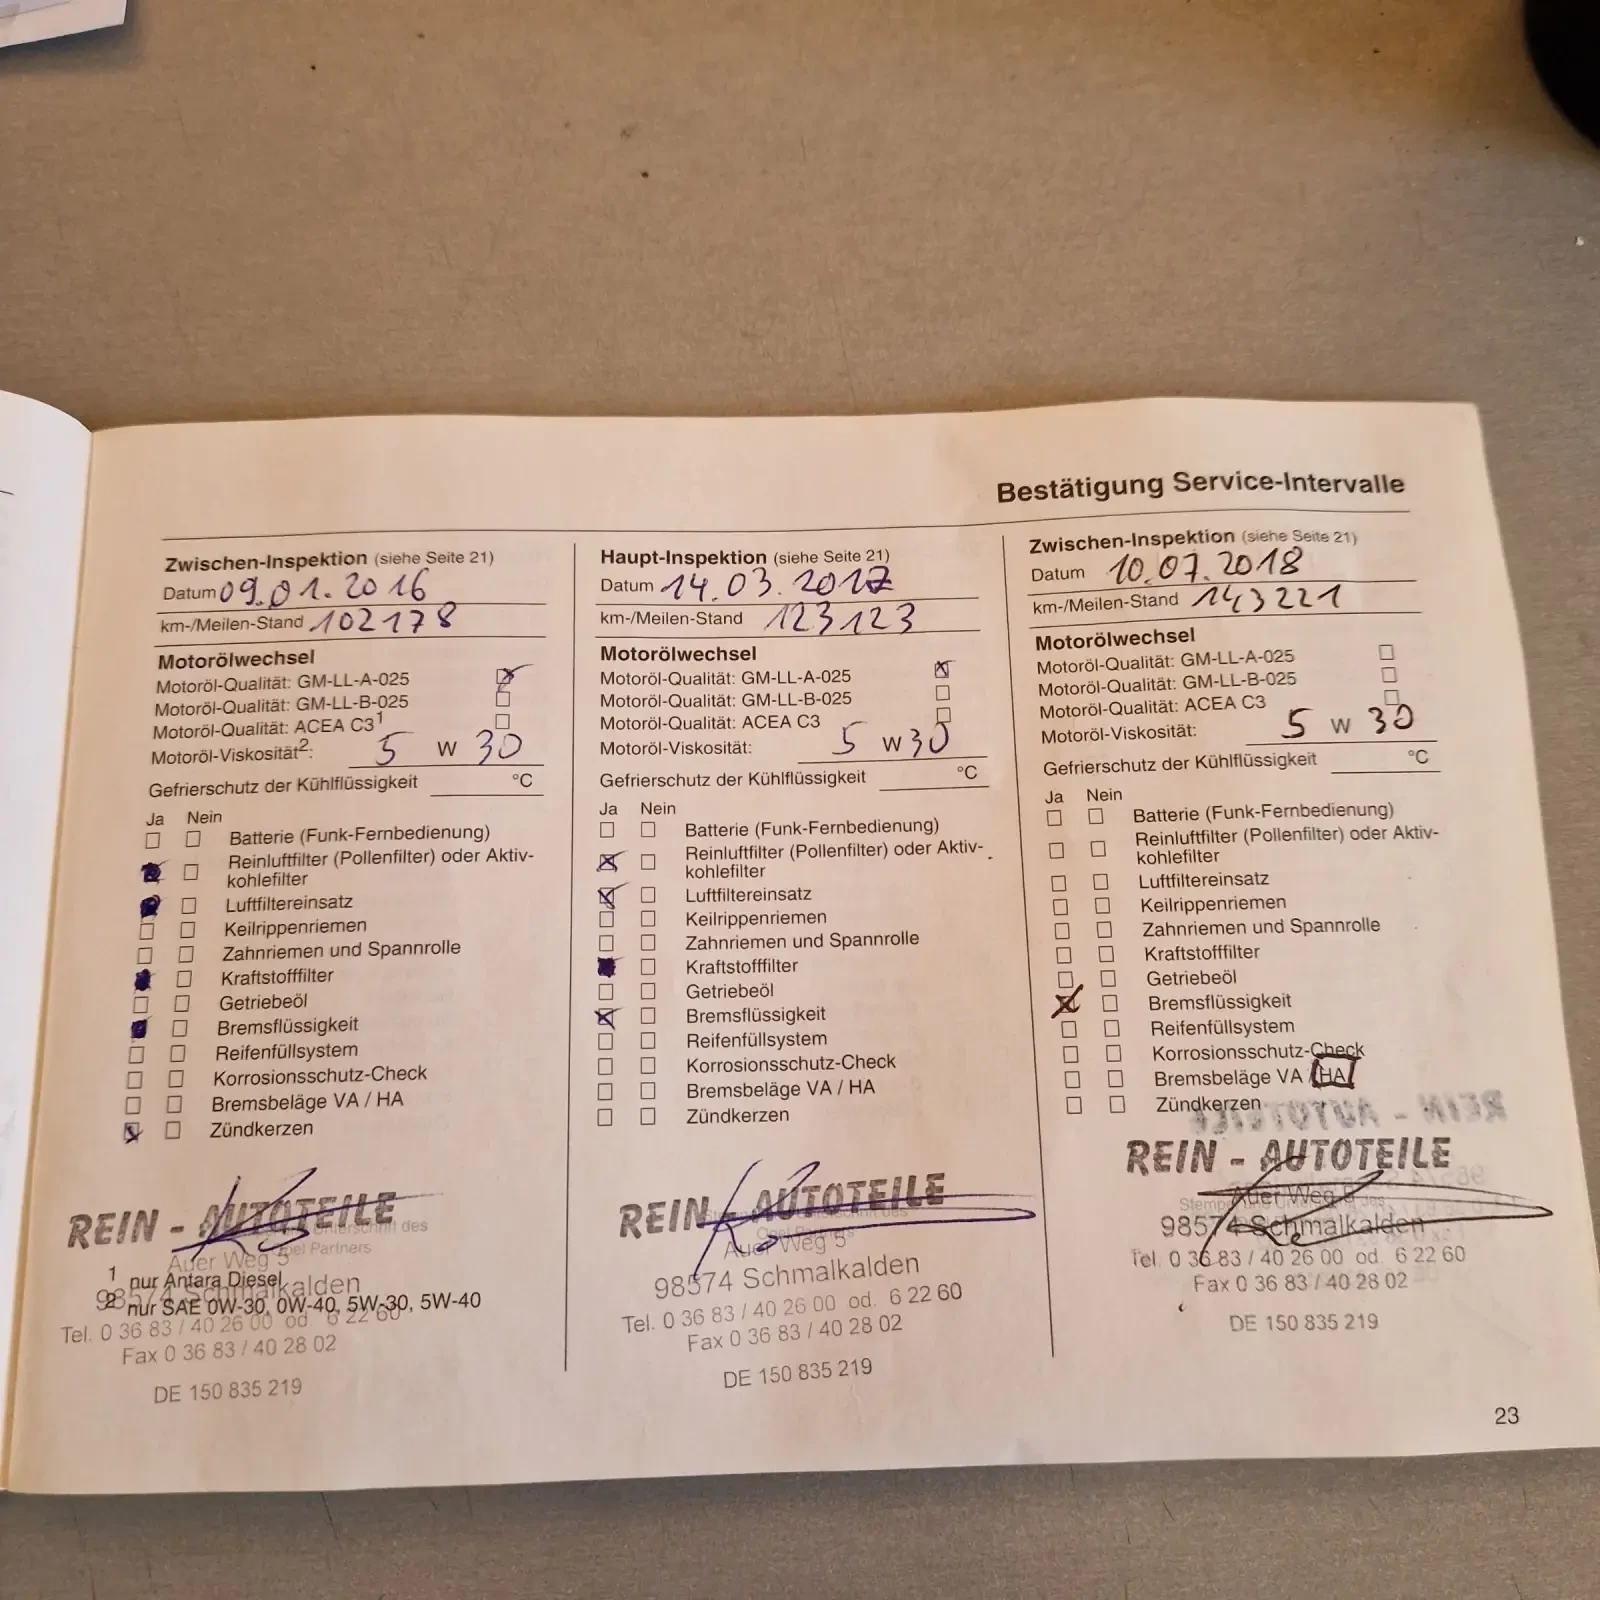 Bestätigung Service-Intervalle
Zwischen-Inspektion (siehe Seite 21)
Datum 09.01.2016
km-/Meilen-Stand 102178
Motorölwechsel
Motoröl-Qualität: GM-LL-A-025
Motoröl-Qualität: GM-LL-B-025
Motoröl-Qualität: ACEA C3¹
Motoröl-Viskosität²: 5 W 30
Gefrierschutz der Kühlflüssigkeit °C
Ja Nein
Batterie (Funk-Fernbedienung)
Reinluftfilter (Pollenfilter) oder Aktiv-
kohlefilter
Luftfiltereinsatz
Keilrippenriemen
Zahnriemen und Spannrolle
Kraftstofffilter
Getriebeöl
Bremsflüssigkeit
Reifenfüllsystem
Korrosionsschutz-Check
Bremsbeläge VA / HA
Zündkerzen
REIN - AUTOTEILE
Unterschrift des
Opel Partners
Auer Weg 5
1 nur Antara Diesel
98574 Schmalkalden
2 nur SAE 0W-30, 0W-40, 5W-30, 5W-40
Tel. 0 36 83 / 40 26 00 od. 6 22 60
Fax 0 36 83 / 40 28 02
DE 150 835 219
Haupt-Inspektion (siehe Seite 21)
Datum 14.03.2017
km-/Meilen-Stand 123123
Motorölwechsel
Motoröl-Qualität: GM-LL-A-025
Motoröl-Qualität: GM-LL-B-025
Motoröl-Qualität: ACEA C3
Motoröl-Viskosität: 5 W 30
Gefrierschutz der Kühlflüssigkeit °C
Ja Nein
Batterie (Funk-Fernbedienung)
Reinluftfilter (Pollenfilter) oder Aktiv-
kohlefilter
Luftfiltereinsatz
Keilrippenriemen
Zahnriemen und Spannrolle
Kraftstofffilter
Getriebeöl
Bremsflüssigkeit
Reifenfüllsystem
Korrosionsschutz-Check
Bremsbeläge VA / HA
Zündkerzen
REIN - AUTOTEILE
Opel Partners
Auer Weg 5
98574 Schmalkalden
Tel. 0 36 83 / 40 26 00 od. 6 22 60
Fax 0 36 83 / 40 28 02
DE 150 835 219
Zwischen-Inspektion (siehe Seite 21)
Datum 10.07.2018
km-/Meilen-Stand 143221
Motorölwechsel
Motoröl-Qualität: GM-LL-A-025
Motoröl-Qualität: GM-LL-B-025
Motoröl-Qualität: ACEA C3
Motoröl-Viskosität: 5 W 30
Gefrierschutz der Kühlflüssigkeit °C
Ja Nein
Batterie (Funk-Fernbedienung)
Reinluftfilter (Pollenfilter) oder Aktiv-
kohlefilter
Luftfiltereinsatz
Keilrippenriemen
Zahnriemen und Spannrolle
Kraftstofffilter
Getriebeöl
Bremsflüssigkeit
Reifenfüllsystem
Korrosionsschutz-Check
Bremsbeläge VA / HA
Zündkerzen
REIN - AUTOTEILE
REIN - AUTOTEILE
Auer Weg 5
Stempel und Unterschrift des
98574 Schmalkalden
Tel. 0 36 83 / 40 26 00 od. 6 22 60
Fax 0 36 83 / 40 28 02
DE 150 835 219
23